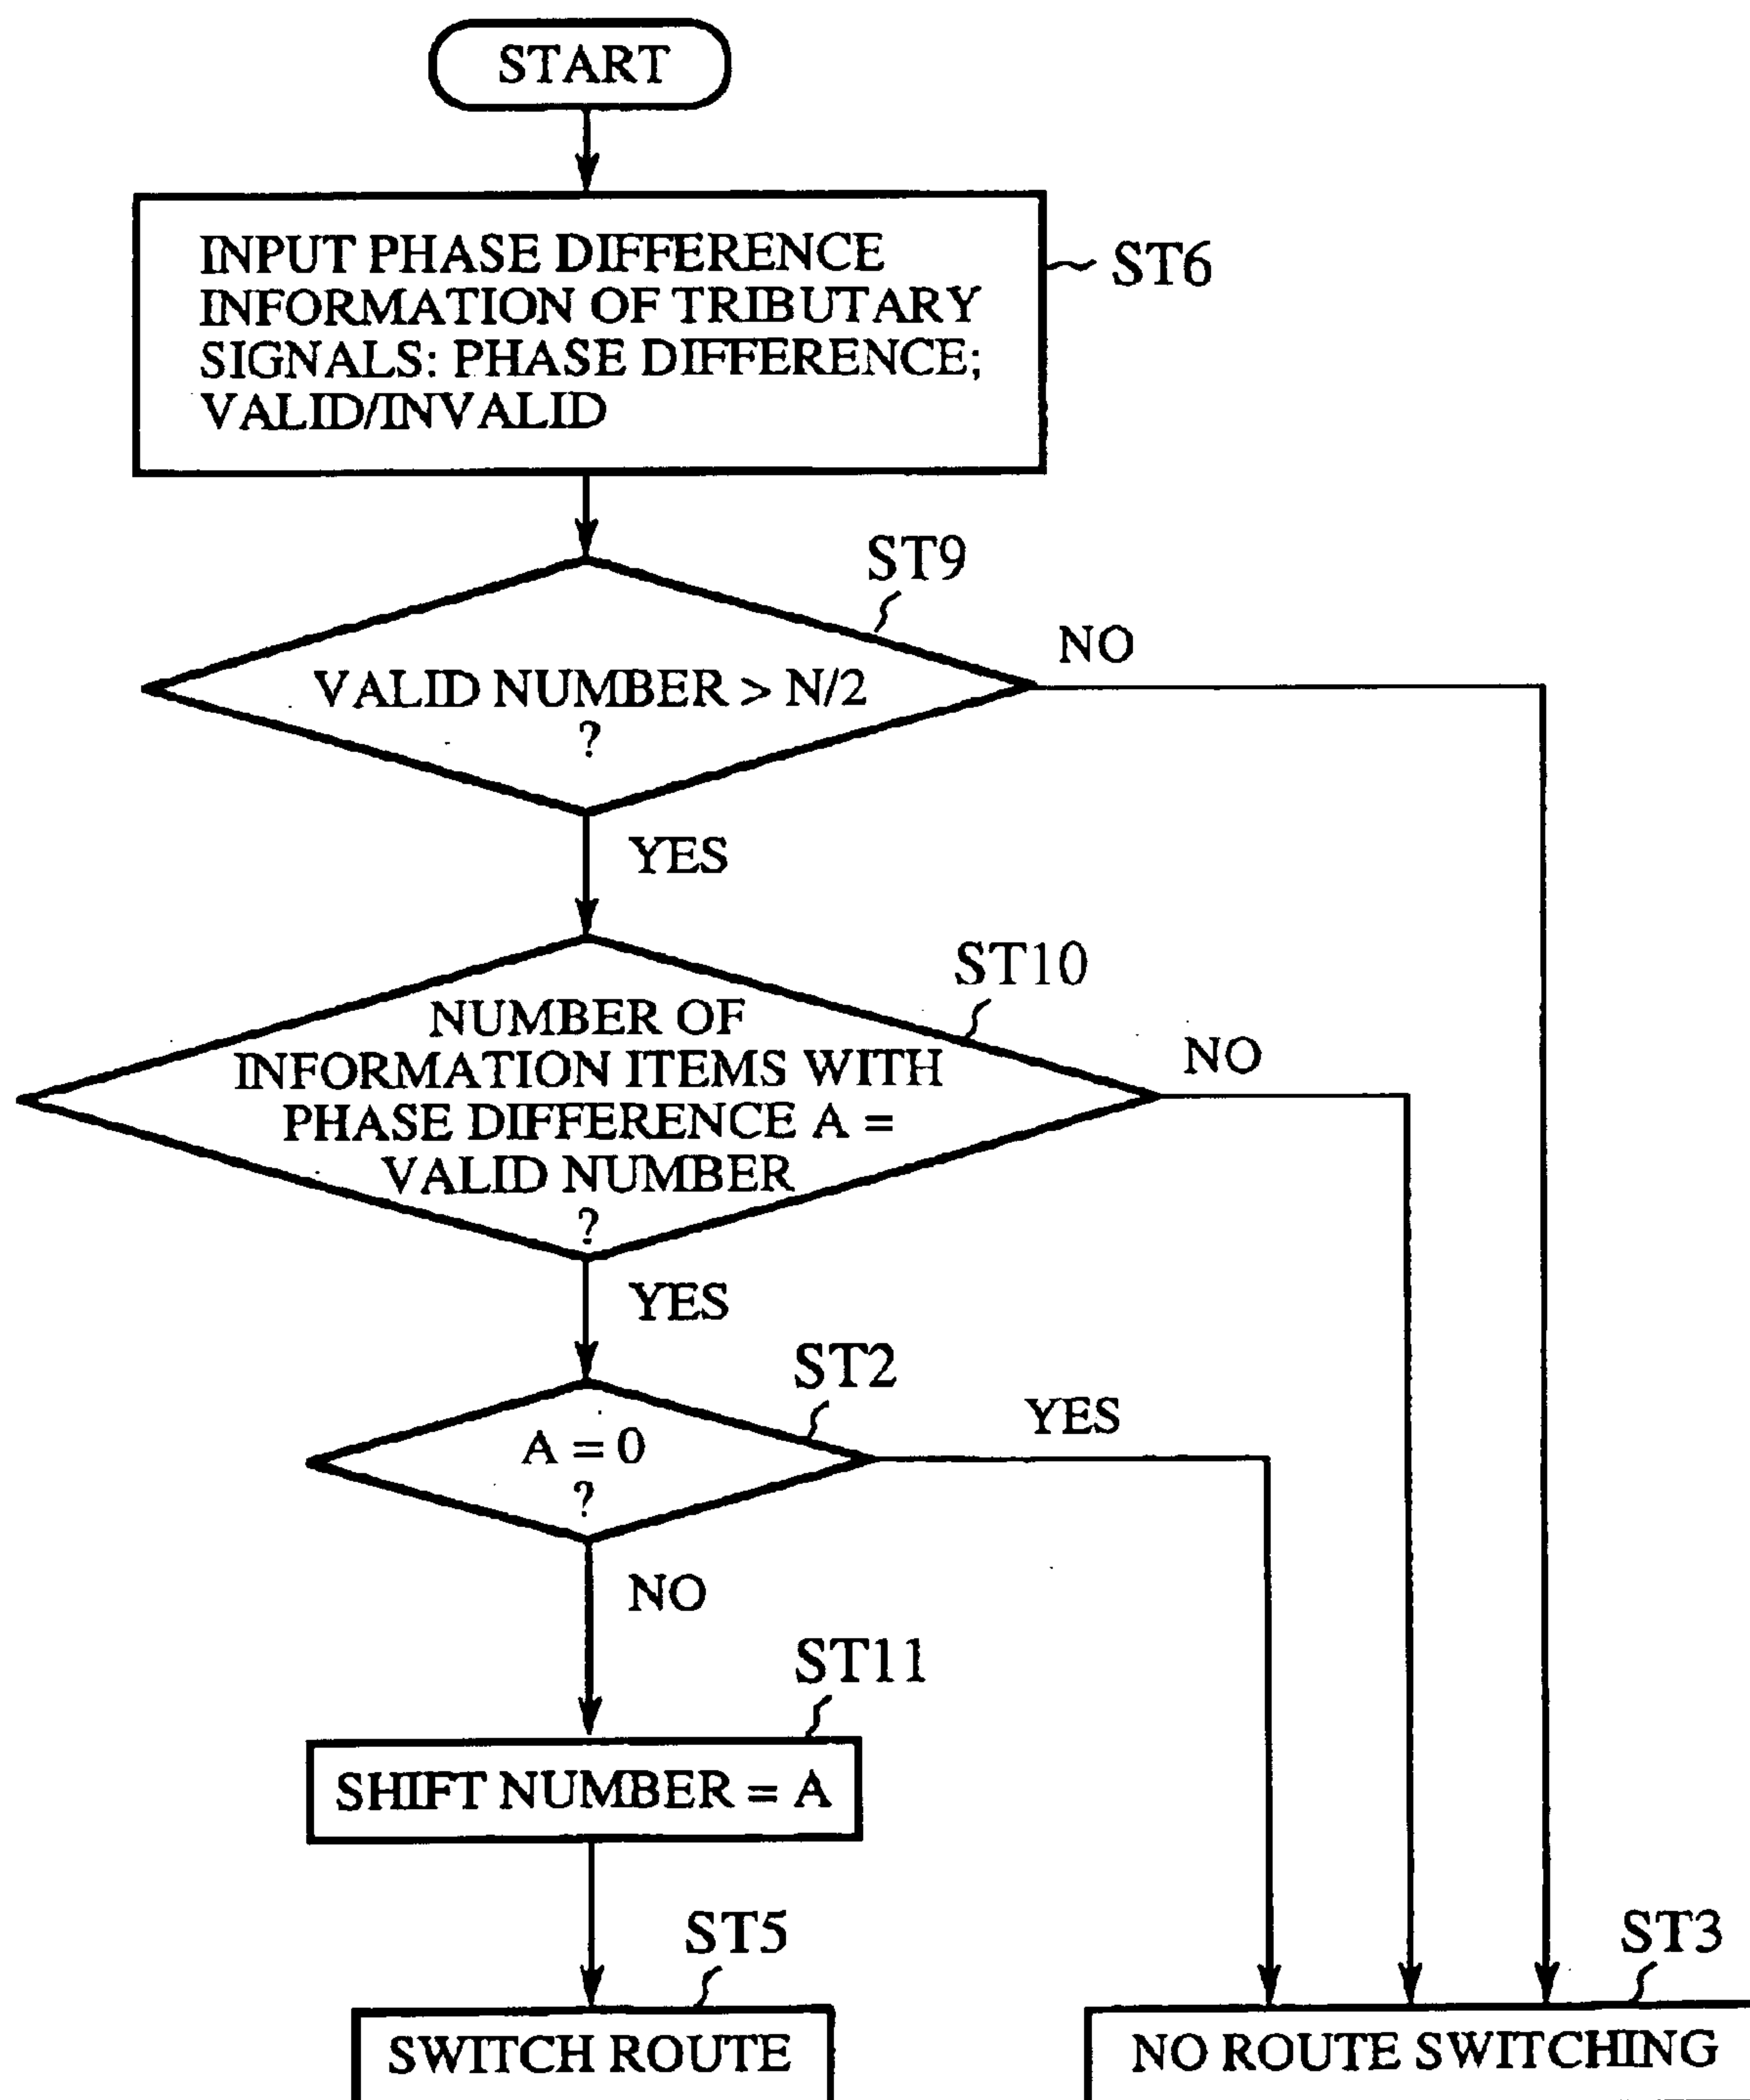 START
INPUT PHASE DIFFERENCE
INFORMATION OF TRIBUTARY
SIGNALS: PHASE DIFFERENCE;
VALID/INVALID
ST6
ST9
VALID NUMBER > N/2
?
NO
YES
ST10
NUMBER OF
INFORMATION ITEMS WITH
PHASE DIFFERENCE A =
VALID NUMBER
?
NO
YES
ST2
A = 0
?
YES
NO
ST11
SHIFT NUMBER = A
ST5
SWITCH ROUTE
ST3
NO ROUTE SWITCHING